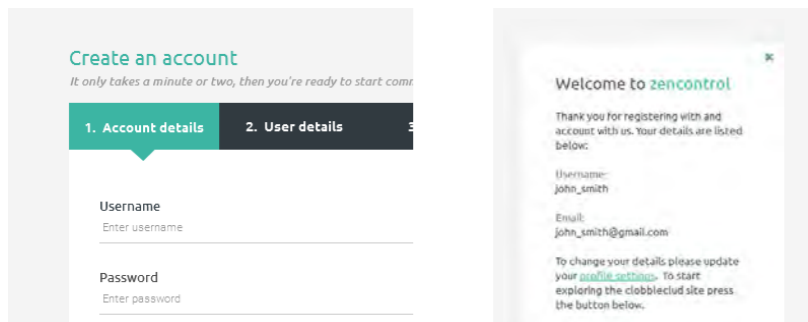 Create an account
It only takes a minute or two, then you're ready to start comm
1. Account details 2. User details 3
Username
Enter username
Password
Enter password
Welcome to zencontrol
Thank you for registering with and
account with us. Your details are listed
below:
Username:
john_smith
Email:
john_smith@gmail.com
To change your details please update
your profile settings. To start
exploring the clobbleclud site press
the button below.